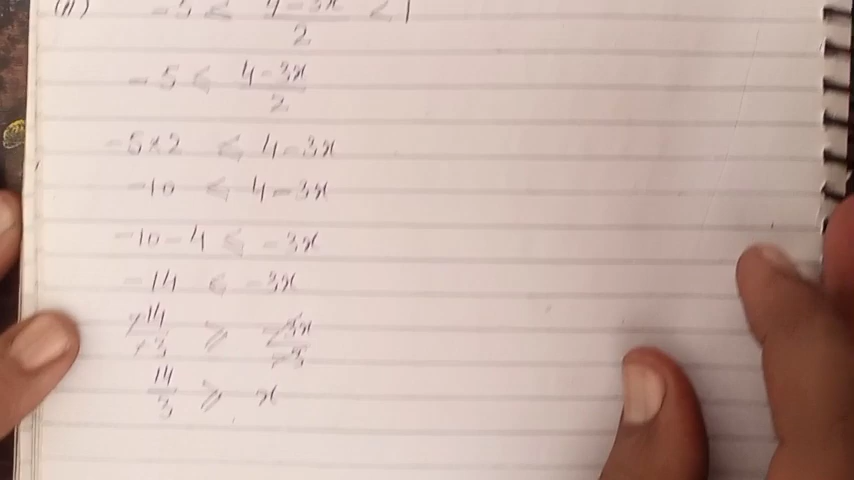 (ii) -5 ≤ 4-3x/2 < 1
-5 ≤ 4-3x/2
-5×2 ≤ 4-3x
-10 ≤ 4-3x
-10-4 ≤ -3x
-14 ≤ -3x
-14/-3 ≥ -3x/-3
14/3 ≥ x